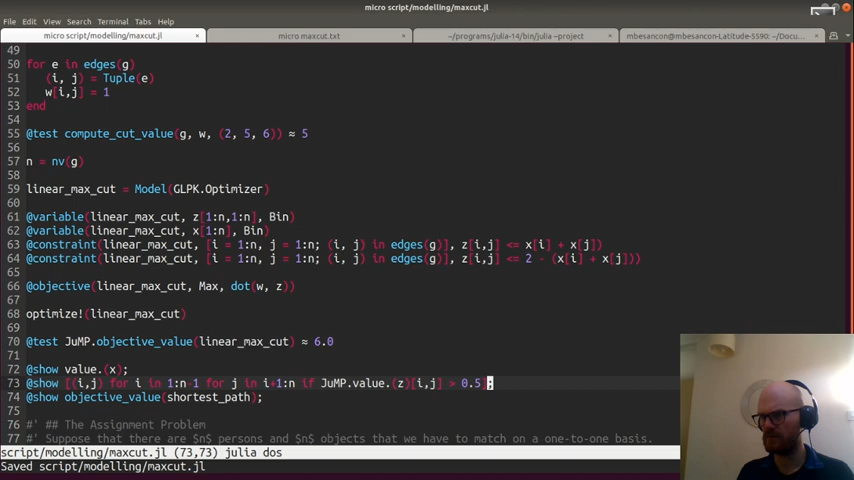 micro script/modelling/maxcut.jl
File Edit View Search Terminal Tabs Help
micro script/modelling/maxcut.jl × micro maxcut.txt × ~/programs/julia-14/bin/julia --project × mbesancon@mbesancon-Latitude-5590: ~/Docu... ×
49
50 for e in edges(g)
51     (i, j) = Tuple(e)
52     w[i,j] = 1
53 end
54
55 @test compute_cut_value(g, w, (2, 5, 6)) ≈ 5
56
57 n = nv(g)
58
59 linear_max_cut = Model(GLPK.Optimizer)
60
61 @variable(linear_max_cut, z[1:n,1:n], Bin)
62 @variable(linear_max_cut, x[1:n], Bin)
63 @constraint(linear_max_cut, [i = 1:n, j = 1:n; (i, j) in edges(g)], z[i,j] <= x[i] + x[j])
64 @constraint(linear_max_cut, [i = 1:n, j = 1:n; (i, j) in edges(g)], z[i,j] <= 2 - (x[i] + x[j]))
65
66 @objective(linear_max_cut, Max, dot(w, z))
67
68 optimize!(linear_max_cut)
69
70 @test JuMP.objective_value(linear_max_cut) ≈ 6.0
71
72 @show value.(x);
73 @show [(i,j) for i in 1:n-1 for j in i+1:n if JuMP.value.(z)[i,j] > 0.5];
74 @show objective_value(shortest_path);
75
76 #' ## The Assignment Problem
77 #' Suppose that there are $n$ persons and $n$ objects that we have to match on a one-to-one basis.
script/modelling/maxcut.jl (73,73) julia dos
Saved script/modelling/maxcut.jl